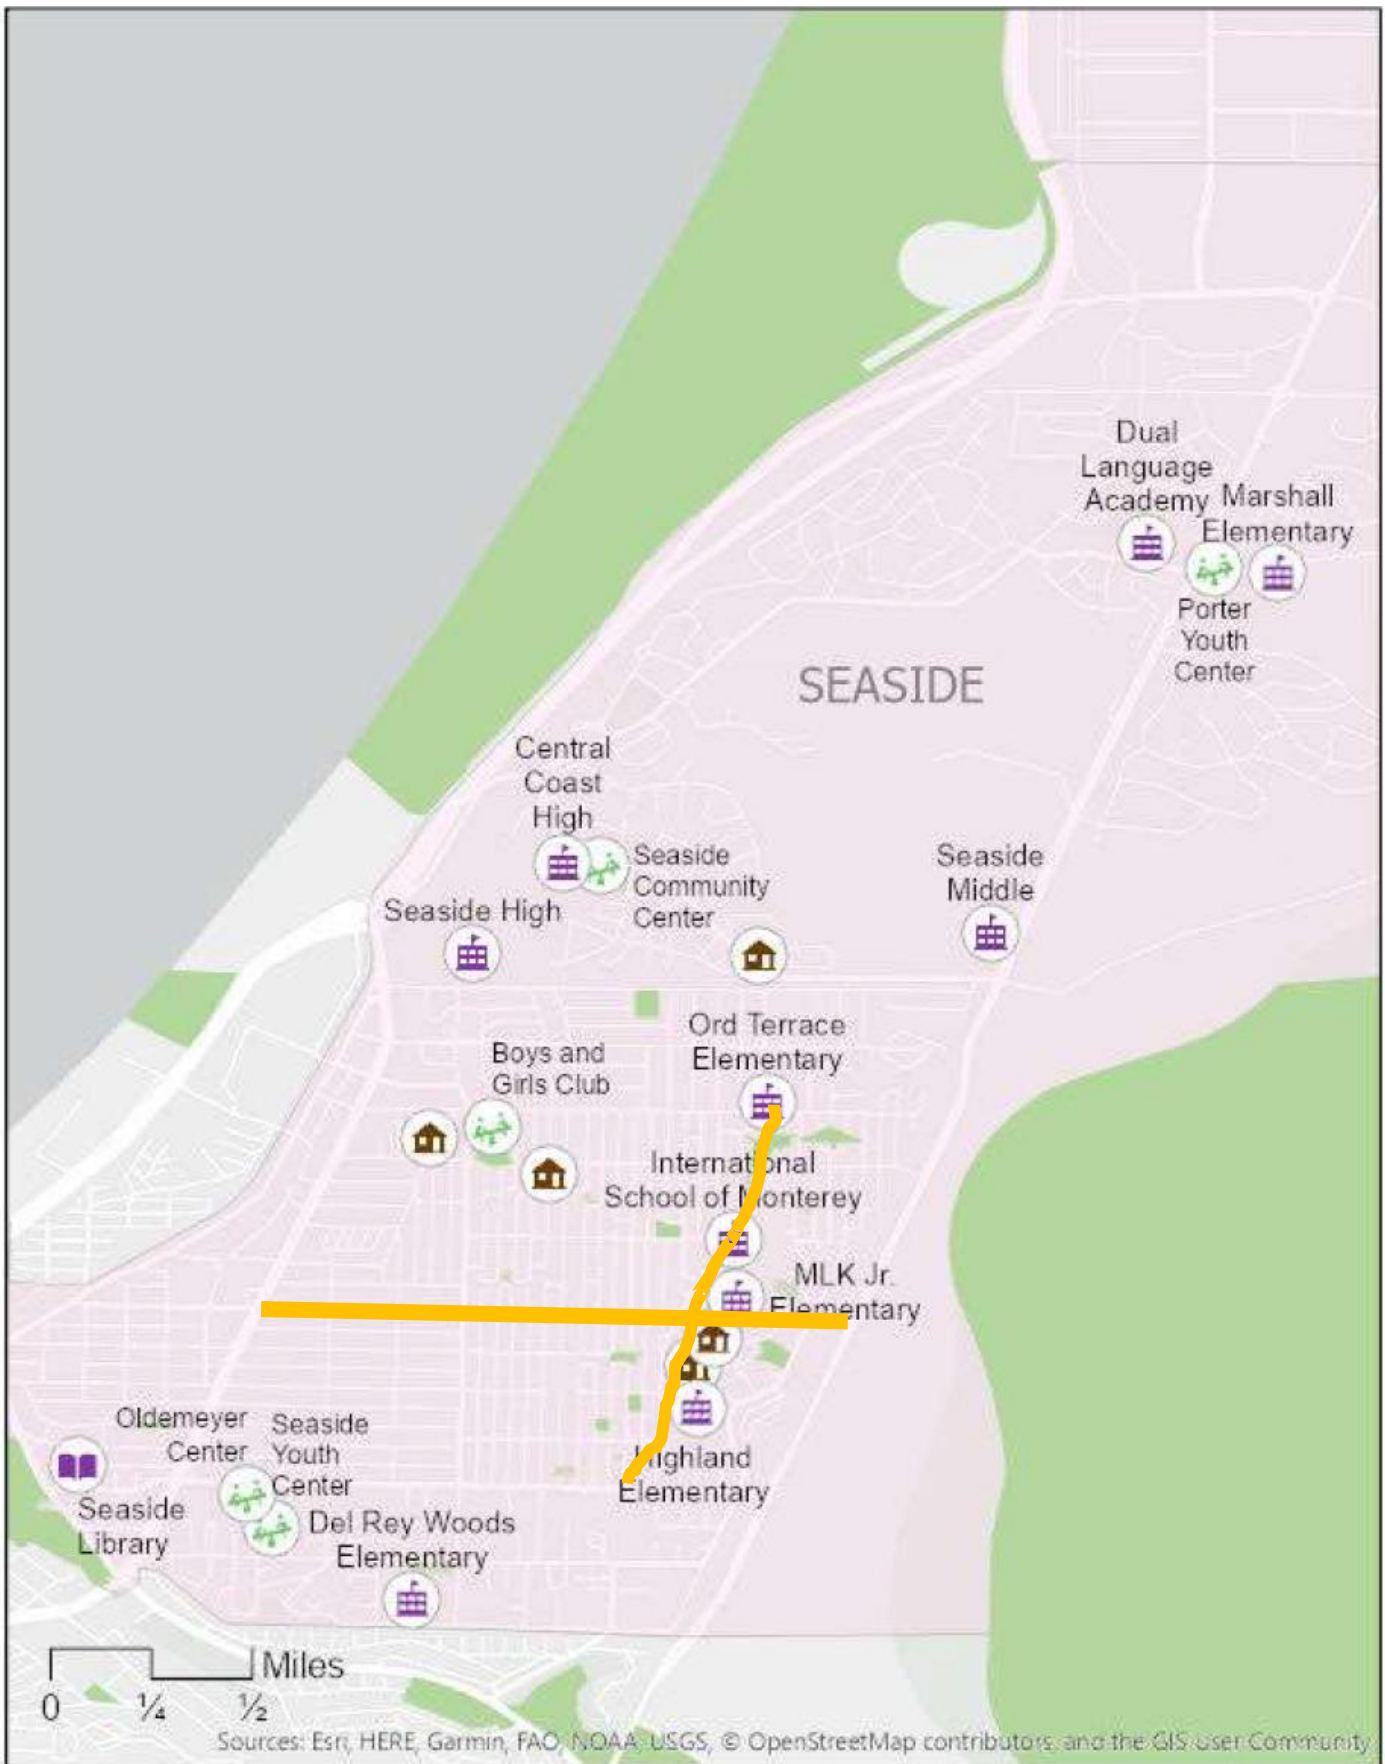 Dual
Language
Academy
Marshall
Elementary
Porter
Youth
Center
SEASIDE
Central
Coast
High
Seaside
Community
Center
Seaside
Middle
Seaside High
Ord Terrace
Elementary
Boys and
Girls Club
International
School of Monterey
MLK Jr.
Elementary
Oldemeyer
Center
Seaside
Youth
Center
Highland
Elementary
Seaside
Library
Del Rey Woods
Elementary
Miles
0 ¼ ½
Sources: Esri, HERE, Garmin, FAO, NOAA, USGS, © OpenStreetMap contributors, and the GIS User Community